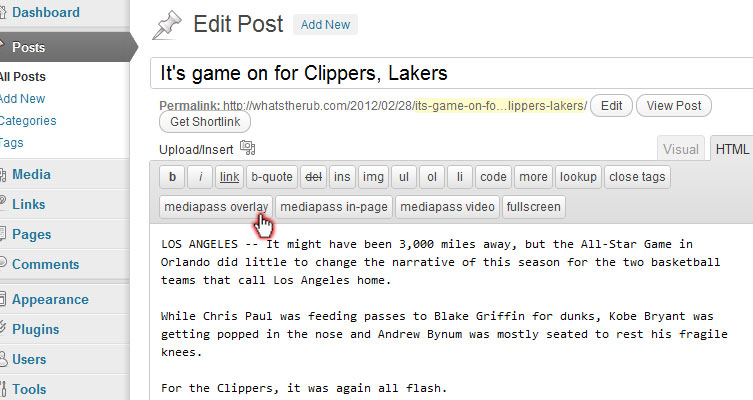 Dashboard
Posts
All Posts
Add New
Categories
Tags
Media
Links
Pages
Comments
Appearance
Plugins
Users
Tools
Edit Post Add New
It's game on for Clippers, Lakers
Permalink: http://whatstherub.com/2012/02/28/its-game-on-fo…lippers-lakers/ Edit View Post
Get Shortlink
Upload/Insert Visual HTML
b i link b-quote del ins img ul ol li code more lookup close tags
mediapass overlay mediapass in-page mediapass video fullscreen
LOS ANGELES -- It might have been 3,000 miles away, but the All-Star Game in
Orlando did little to change the narrative of this season for the two basketball
teams that call Los Angeles home.
While Chris Paul was feeding passes to Blake Griffin for dunks, Kobe Bryant was
getting popped in the nose and Andrew Bynum was mostly seated to rest his fragile
knees.
For the Clippers, it was again all flash.